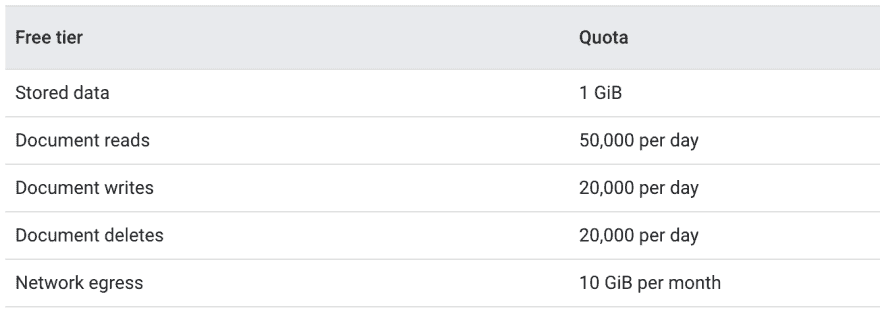 Free tier Quota
Stored data 1 GiB
Document reads 50,000 per day
Document writes 20,000 per day
Document deletes 20,000 per day
Network egress 10 GiB per month